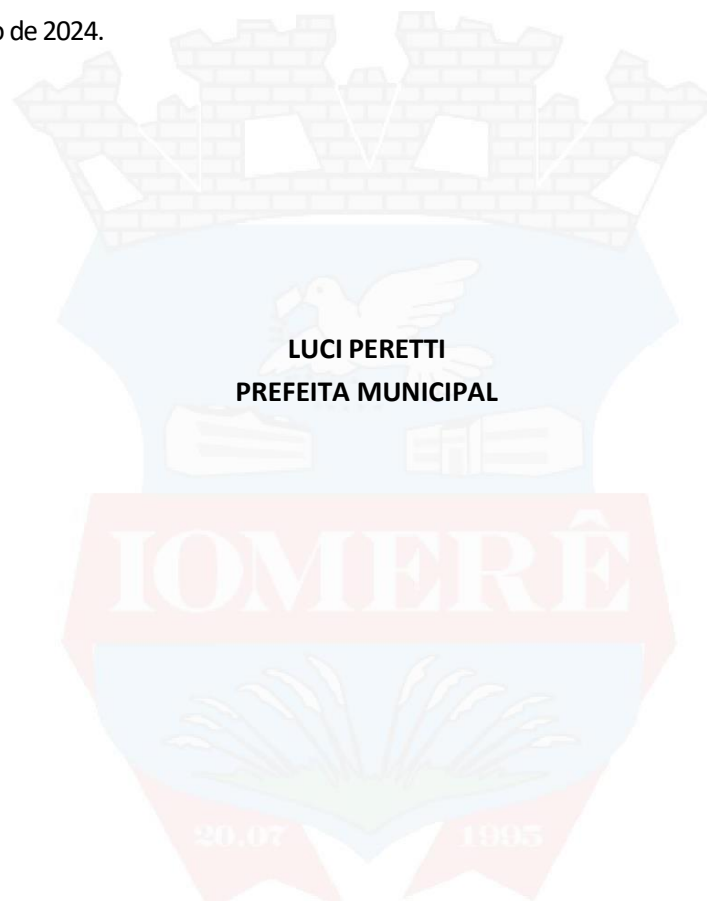 o de 2024.
LUCI PERETTI
PREFEITA MUNICIPAL
IOMERÊ
20.07 1995